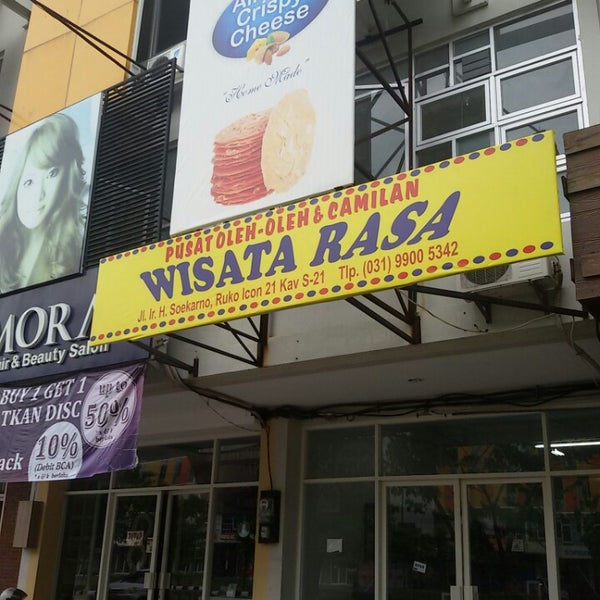 Crispy
Cheese
"Home Made"
PUSAT OLEH-OLEH & CAMILAN
WISATA RASA
Jl. Ir. H. Soekarno, Ruko Icon 21 Kav S-21 Tlp. (031) 9900 5342
MORA
& Beauty Salon
BUY 1 GET 1
TKAN DISC
up to
50%
10%
(Debit BCA)